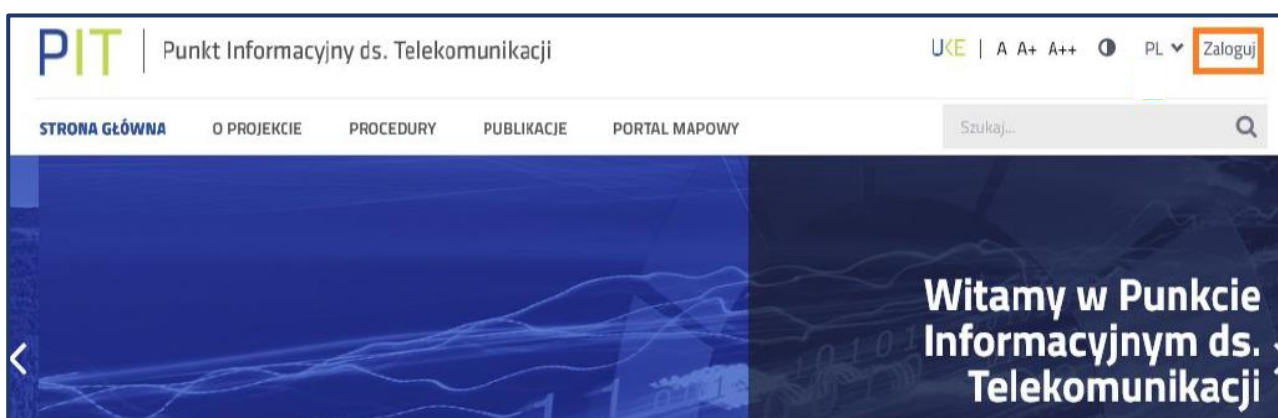 PIT | Punkt Informacyjny ds. Telekomunikacji
UKE | A A+ A++ PL Zaloguj
STRONA GŁÓWNA O PROJEKCIE PROCEDURY PUBLIKACJE PORTAL MAPOWY Szukaj...
Witamy w Punkcie
Informacyjnym ds.
Telekomunikacji